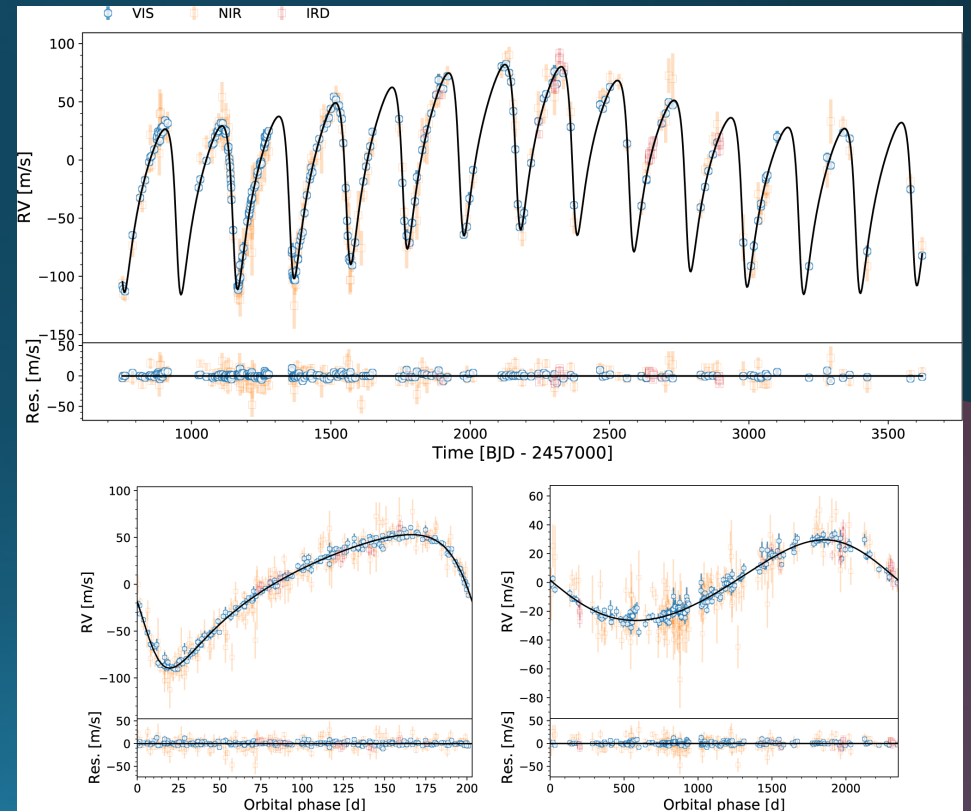 VIS NIR IRD
100
50
0
−50
−100
−150
RV [m/s]
50
0
−50
Res. [m/s]
1000 1500 2000 2500 3000 3500
Time [BJD - 2457000]
100
50
0
−50
−100
RV [m/s]
50
0
−50
Res. [m/s]
0 25 50 75 100 125 150 175 200
Orbital phase [d]
60
40
20
0
−20
−40
−60
−80
RV [m/s]
50
0
−50
Res. [m/s]
0 500 1000 1500 2000
Orbital phase [d]